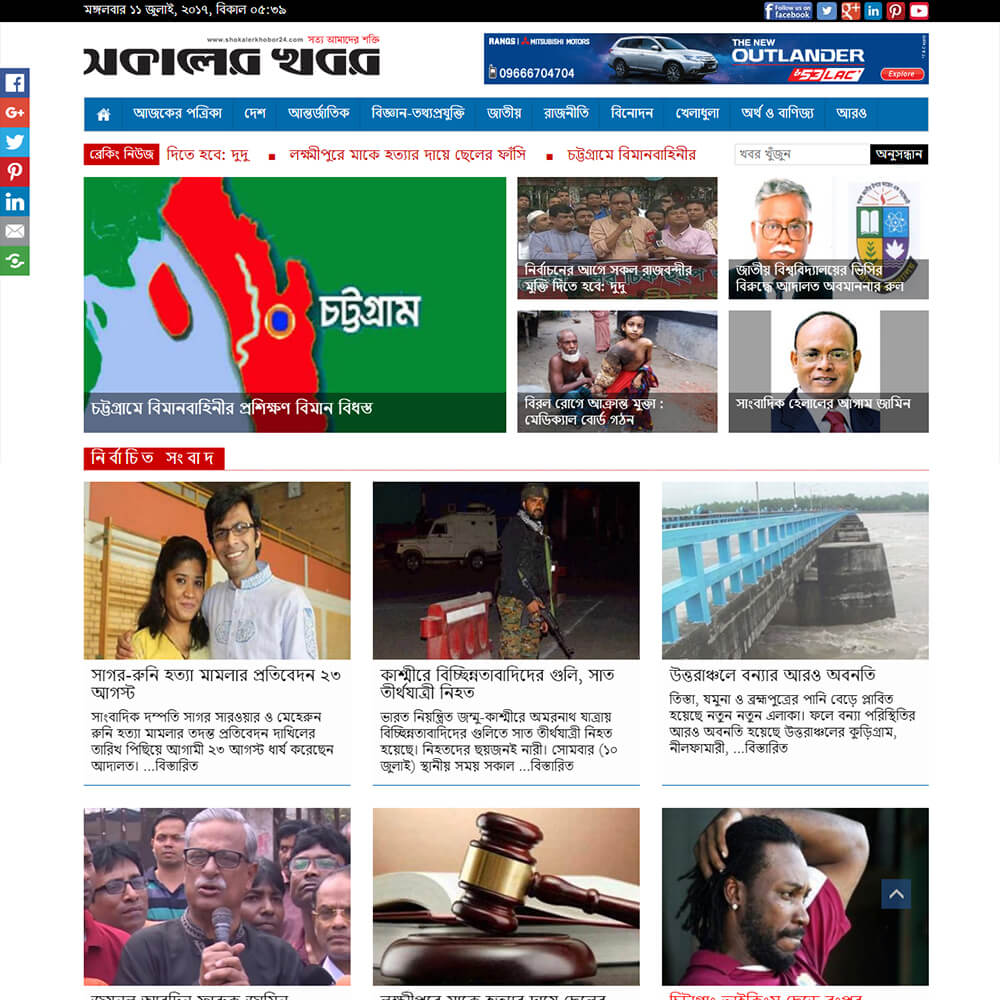 মঙ্গলবার ১১ জুলাই, ২০১৭, বিকাল ০৫:৩৯
Follow us on
facebook
www.shokalerkhobor24.com সত্য আমাদের শক্তি
সকালের খবর
RANGS MITSUBISHI MOTORS
09666704704
THE NEW
OUTLANDER
৳53LAC
Explore
আজকের পত্রিকা দেশ আন্তর্জাতিক বিজ্ঞান-তথ্যপ্রযুক্তি জাতীয় রাজনীতি বিনোদন খেলাধুলা অর্থ ও বাণিজ্য আরও
ব্রেকিং নিউজ দিতে হবে: দুদু ■ লক্ষ্মীপুরে মাকে হত্যার দায়ে ছেলের ফাঁসি ■ চট্টগ্রামে বিমানবাহিনীর
খবর খুঁজুন অনুসন্ধান
চট্টগ্রাম
চট্টগ্রামে বিমানবাহিনীর প্রশিক্ষণ বিমান বিধস্ত
নির্বাচনের আগে সকল রাজবন্দীর
মুক্তি দিতে হবে: দুদু
জাতীয় বিশ্ববিদ্যালয়ের ভিসির
বিরুদ্ধে আদালত অবমাননার রুল
বিরল রোগে আক্রান্ত মুক্তা :
মেডিক্যাল বোর্ড গঠন
সাংবাদিক হেলালের আগাম জামিন
নির্বাচিত সংবাদ
সাগর-রুনি হত্যা মামলার প্রতিবেদন ২৩
আগস্ট
সাংবাদিক দম্পতি সাগর সারওয়ার ও মেহেরুন
রুনি হত্যা মামলার তদন্ত প্রতিবেদন দাখিলের
তারিখ পিছিয়ে আগামী ২৩ আগস্ট ধার্য করেছেন
আদালত। ...বিস্তারিত
কাশ্মীরে বিচ্ছিন্নতাবাদিদের গুলি, সাত
তীর্থযাত্রী নিহত
ভারত নিয়ন্ত্রিত জম্মু-কাশ্মীরে অমরনাথ যাত্রায়
বিচ্ছিন্নতাবাদিদের গুলিতে সাত তীর্থযাত্রী নিহত
হয়েছে। নিহতদের ছয়জনই নারী। সোমবার (১০
জুলাই) স্থানীয় সময় সকাল ...বিস্তারিত
উত্তরাঞ্চলে বন্যার আরও অবনতি
তিস্তা, যমুনা ও ব্রহ্মপুত্রের পানি বেড়ে প্লাবিত
হয়েছে নতুন নতুন এলাকা। ফলে বন্যা পরিস্থিতির
আরও অবনতি হয়েছে উত্তরাঞ্চলের কুড়িগ্রাম,
নীলফামারী, ...বিস্তারিত
লক্ষ্মীপুরে মাকে হত্যার দায়ে ছেলের